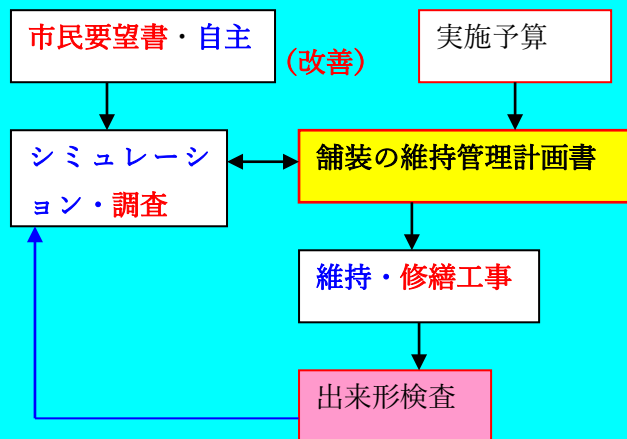 市民要望書・自主
（改善）
実施予算
シミュレーシ
ョン・調査
舗装の維持管理計画書
維持・修繕工事
出来形検査